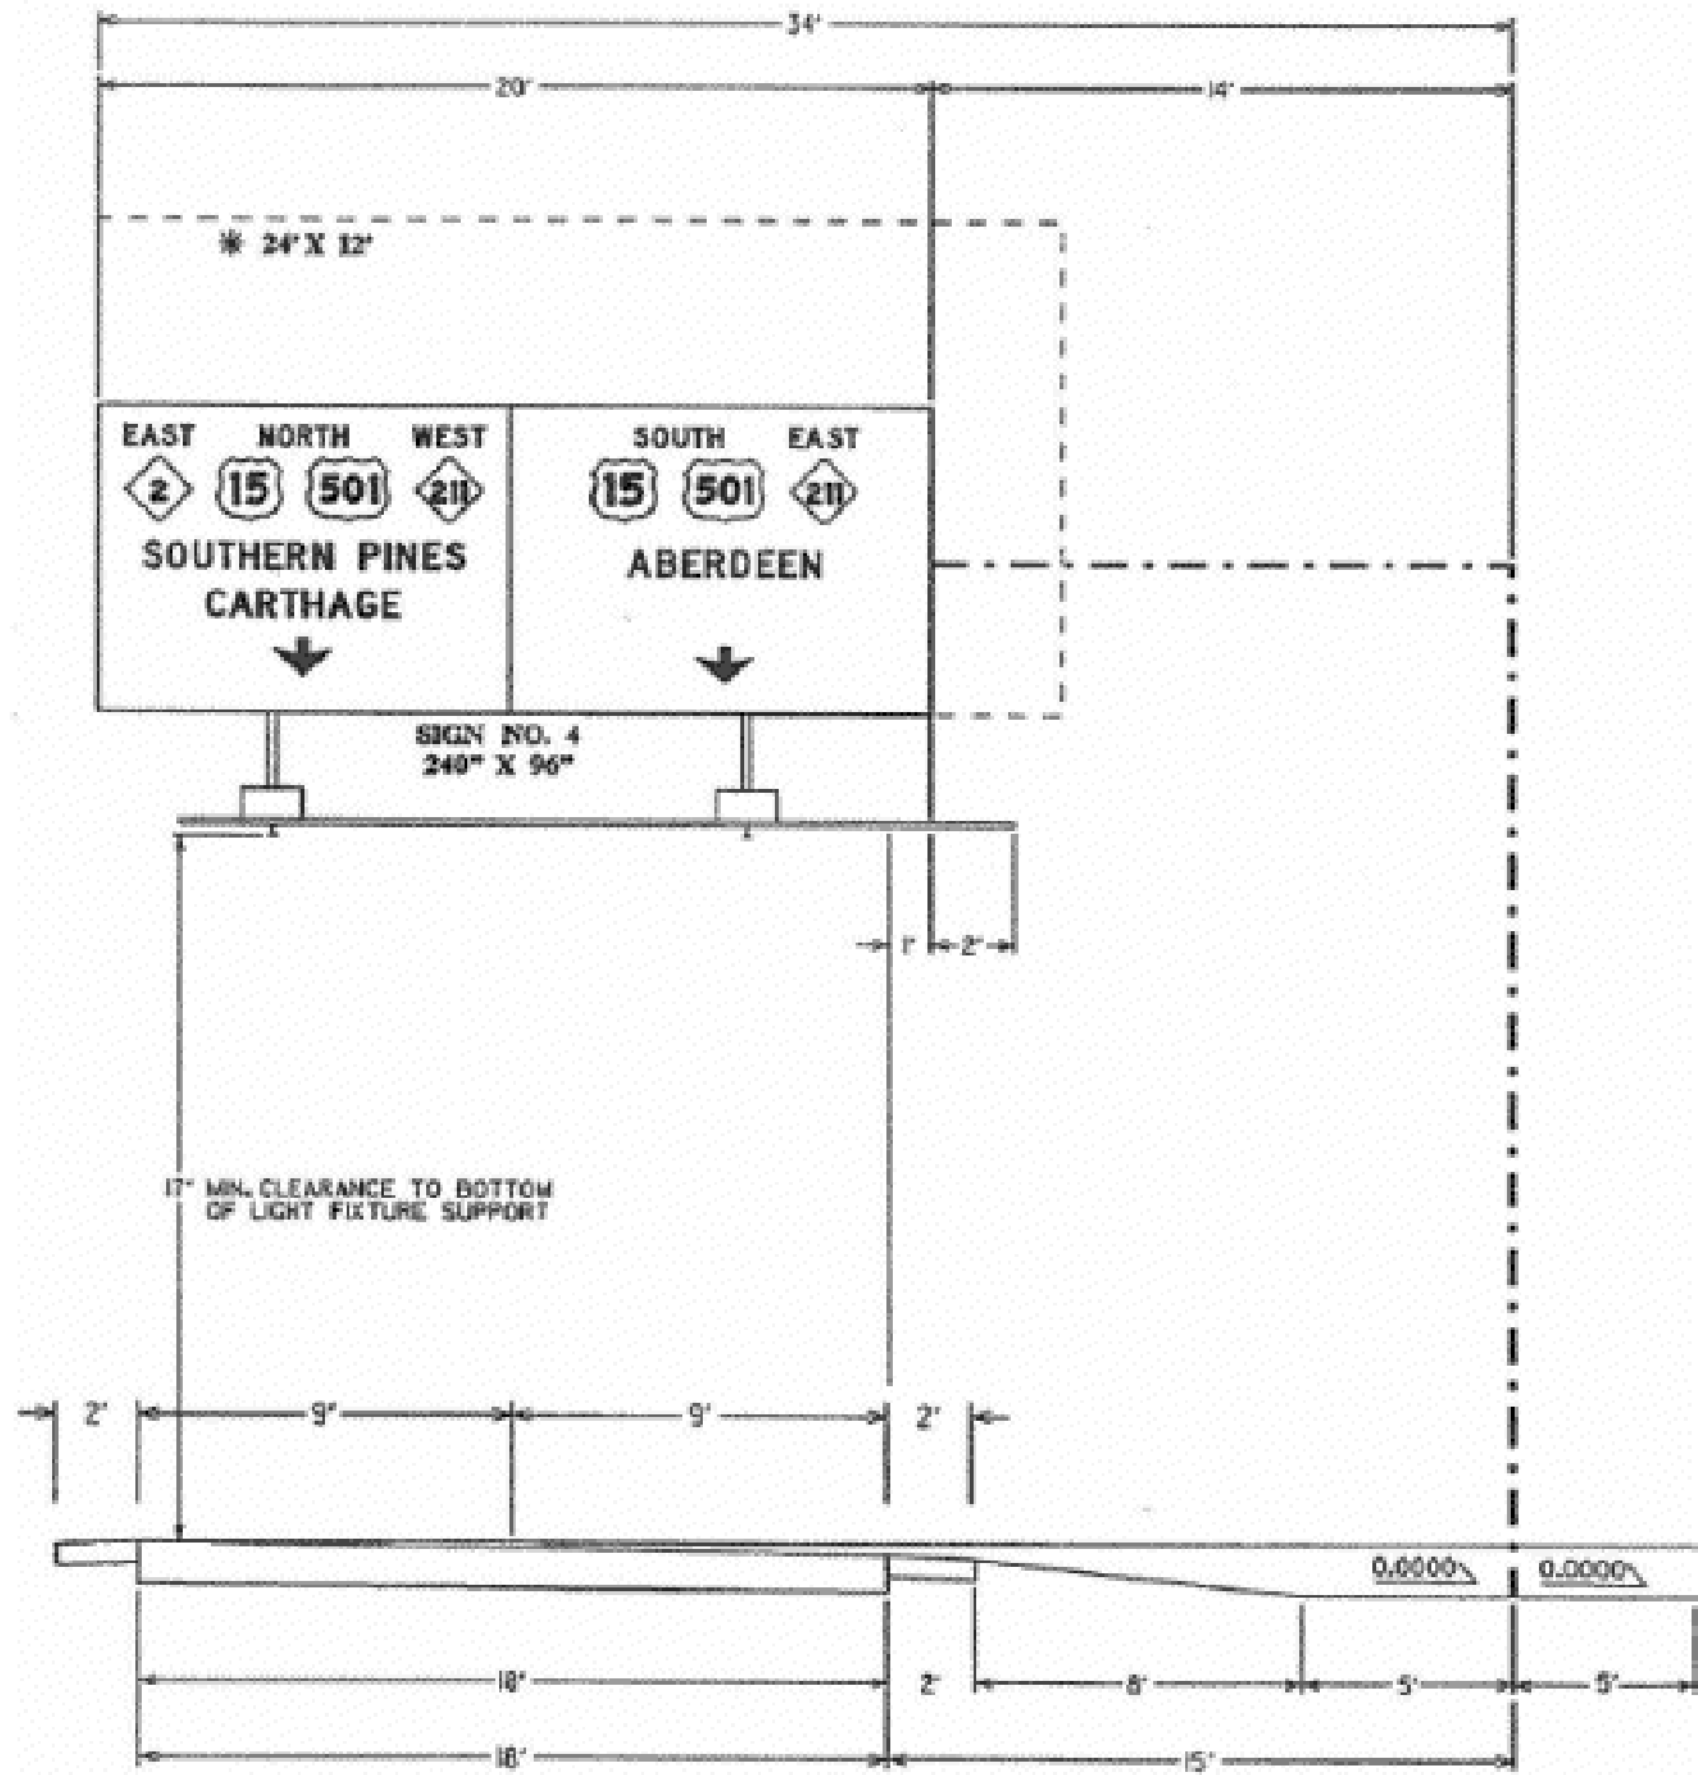 34'
20' 14'
* 24' X 12'
EAST NORTH WEST SOUTH EAST
2 15 501 211 15 501 211
SOUTHERN PINES ABERDEEN
CARTHAGE
SIGN NO. 4
240" X 96"
1' 2'
17' MIN. CLEARANCE TO BOTTOM
OF LIGHT FIXTURE SUPPORT
2' 9' 9' 2'
0.0000 0.0000
18' 2' 8' 5' 5'
18' 15'